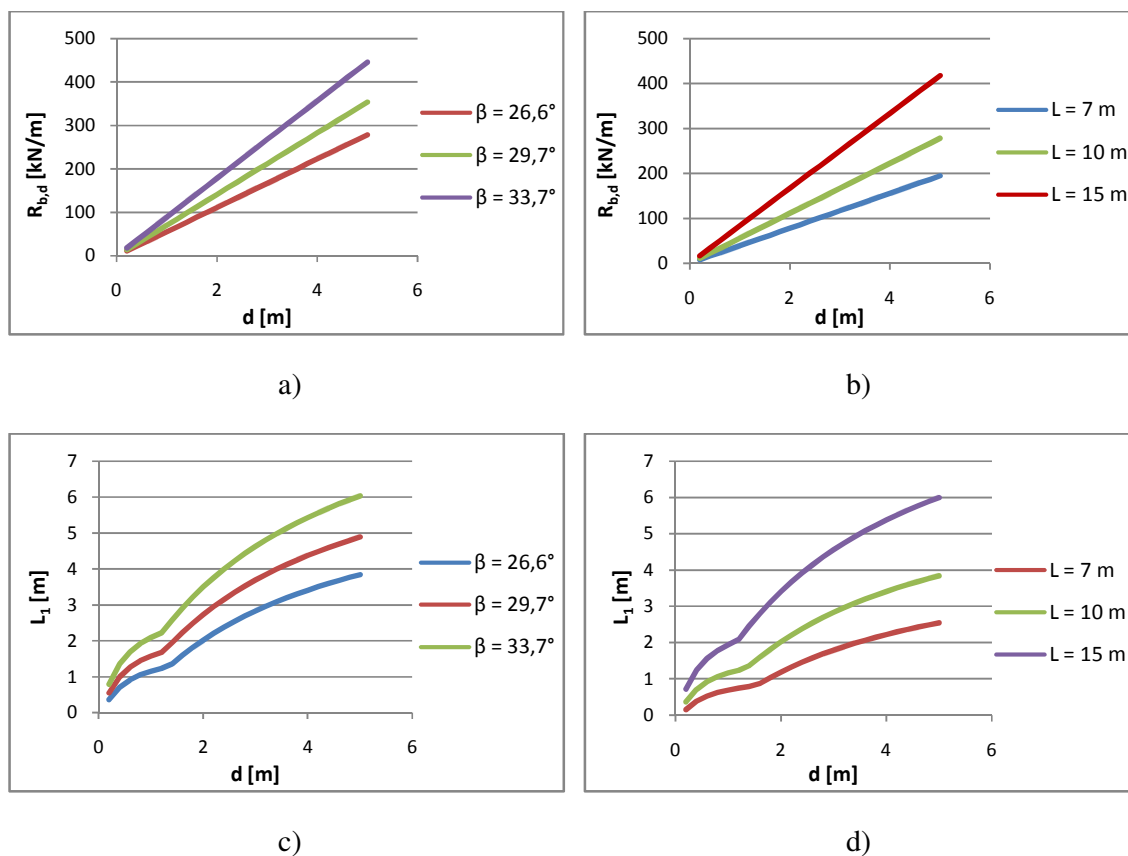 500
400
300
200
100
0
R_b,d [kN/m]
0 2 4 6
d [m]
β = 26,6°
β = 29,7°
β = 33,7°
a)
500
400
300
200
100
0
R_b,d [kN/m]
0 2 4 6
d [m]
L = 7 m
L = 10 m
L = 15 m
b)
7
6
5
4
3
2
1
0
L₁ [m]
0 2 4 6
d [m]
β = 26,6°
β = 29,7°
β = 33,7°
c)
7
6
5
4
3
2
1
0
L₁ [m]
0 2 4 6
d [m]
L = 7 m
L = 10 m
L = 15 m
d)